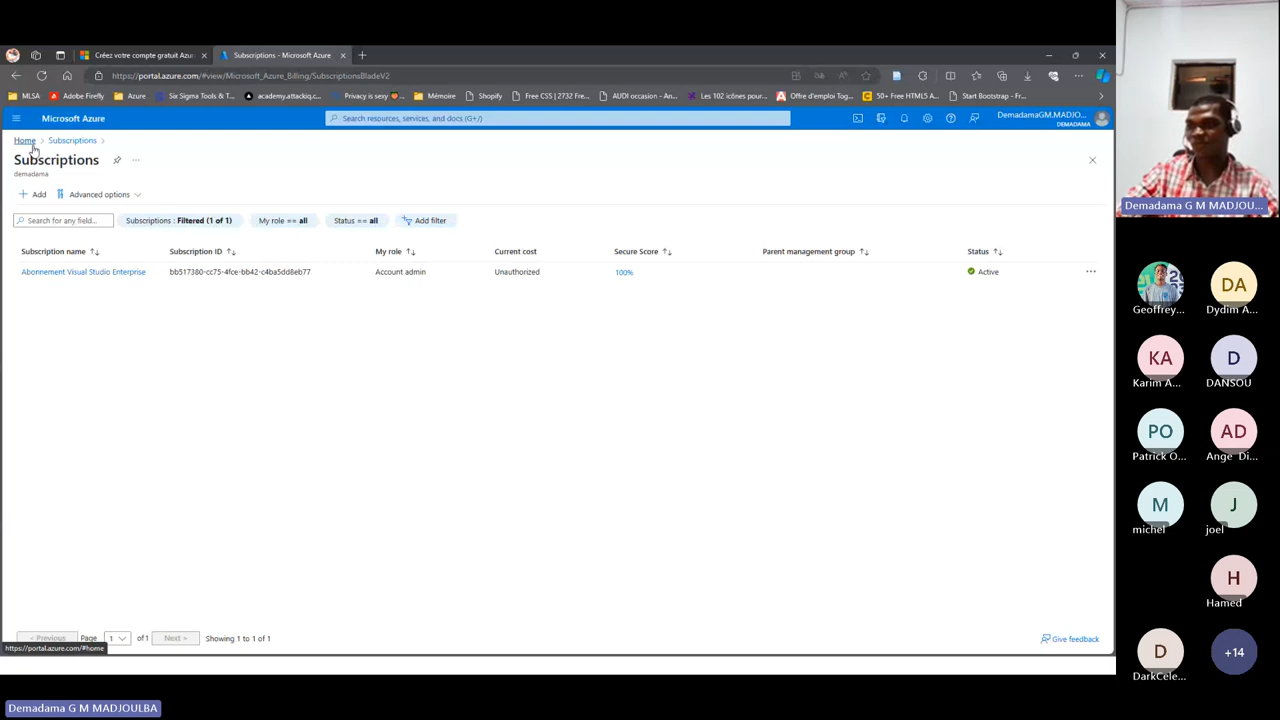 Créez votre compte gratuit Azur
Subscriptions - Microsoft Azure
https://portal.azure.com/#view/Microsoft_Azure_Billing/SubscriptionsBladeV2
MLSA
Adobe Firefly
Azure
Six Sigma Tools & T...
academy.attackiq.c...
Privacy is sexy
Mémoire
Shopify
Free CSS | 2732 Fre...
AUDI occasion - An...
Les 102 icônes pour...
Offre d'emploi Tog...
50+ Free HTML5 A...
Start Bootstrap - Fr...
Microsoft Azure
Search resources, services, and docs (G+/)
DemadamaGM.MADJO...
DEMADAMA
Home > Subscriptions >
Subscriptions
demadama
+ Add
Advanced options
Search for any field...
Subscriptions : Filtered (1 of 1)
My role == all
Status == all
Add filter
Subscription name
Subscription ID
My role
Current cost
Secure Score
Parent management group
Status
Abonnement Visual Studio Enterprise
bb517380-cc75-4fce-bb42-c4ba5dd8eb77
Account admin
Unauthorized
100%
Active
< Previous
Page
1
of 1
Next >
Showing 1 to 1 of 1
Give feedback
https://portal.azure.com/#home
Demadama G M MADJOULBA
Demadama G M MADJOU...
Geoffrey...
DA
Dydim A...
KA
Karim A...
D
DANSOU
PO
Patrick O...
AD
Ange Di...
M
michel
J
joel
H
Hamed
D
DarkCele...
+14